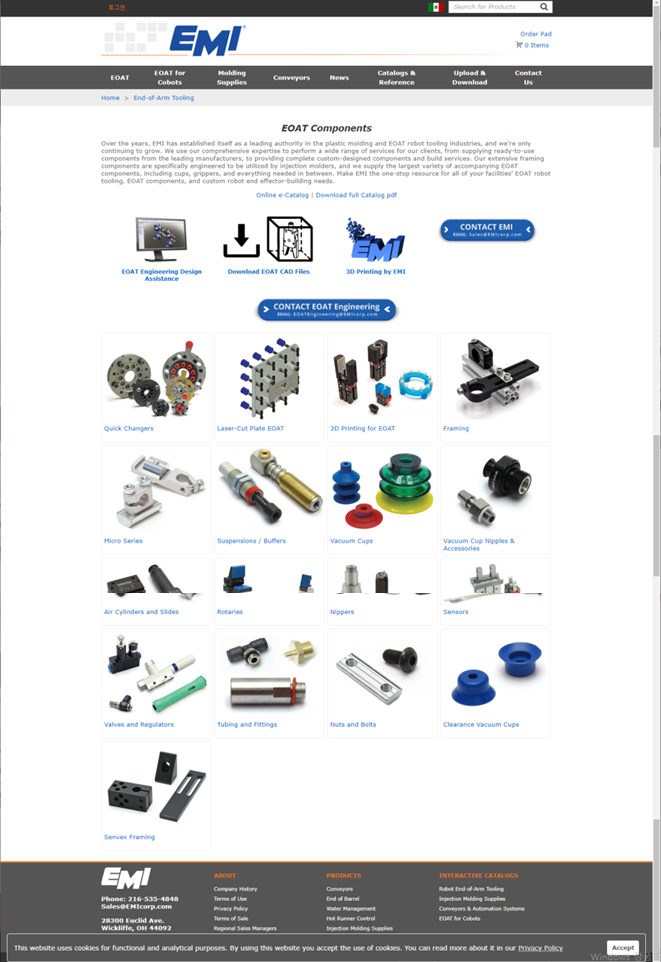 로그인
Search for Products
EMI
Order Pad
0 Items
EOAT
EOAT for
Cobots
Molding
Supplies
Conveyors
News
Catalogs &
Reference
Upload &
Download
Contact
Us
Home > End-of-Arm Tooling
EOAT Components
Over the years, EMI has established itself as a leading authority in the plastic molding and EOAT robot tooling industries, and we're only
continuing to grow. We use our comprehensive expertise to perform a wide range of services for our clients, from supplying ready-to-use
components from the leading manufacturers, to providing complete custom-designed components and build services. Our extensive framing
components are specifically engineered to be utilized by injection molders, and we supply the largest variety of accompanying EOAT
components, including cups, grippers, and everything needed in between. Make EMI the one-stop resource for all of your facilities' EOAT robot
tooling, EOAT components, and custom robot end effector-building needs.
Online e-Catalog | Download full Catalog pdf
EMI
CONTACT EMI
EMAIL: Sales@EMIcorp.com
EOAT Engineering Design
Assistance
Download EOAT CAD Files
3D Printing by EMI
CONTACT EOAT Engineering
EMAIL: EOATEngineering@EMIcorp.com
Quick Changers
Laser-Cut Plate EOAT
3D Printing for EOAT
Framing
Micro Series
Suspensions / Buffers
Vacuum Cups
Vacuum Cup Nipples &
Accessories
Air Cylinders and Slides
Rotaries
Nippers
Sensors
Valves and Regulators
Tubing and Fittings
Nuts and Bolts
Clearance Vacuum Cups
Senvex Framing
EMI
Phone: 216-535-4848
Sales@EMIcorp.com
28300 Euclid Ave.
Wickliffe, OH 44092
ABOUT
Company History
Terms of Use
Privacy Policy
Terms of Sale
Regional Sales Managers
PRODUCTS
Conveyors
End of Barrel
Water Management
Hot Runner Control
Injection Molding Supplies
INTERACTIVE CATALOGS
Robot End-of-Arm Tooling
Injection Molding Supplies
Conveyors & Automation Systems
EOAT for Cobots
This website uses cookies for functional and analytical purposes. By using this website you accept the use of cookies. You can read more about it in our Privacy Policy
Accept
Windows